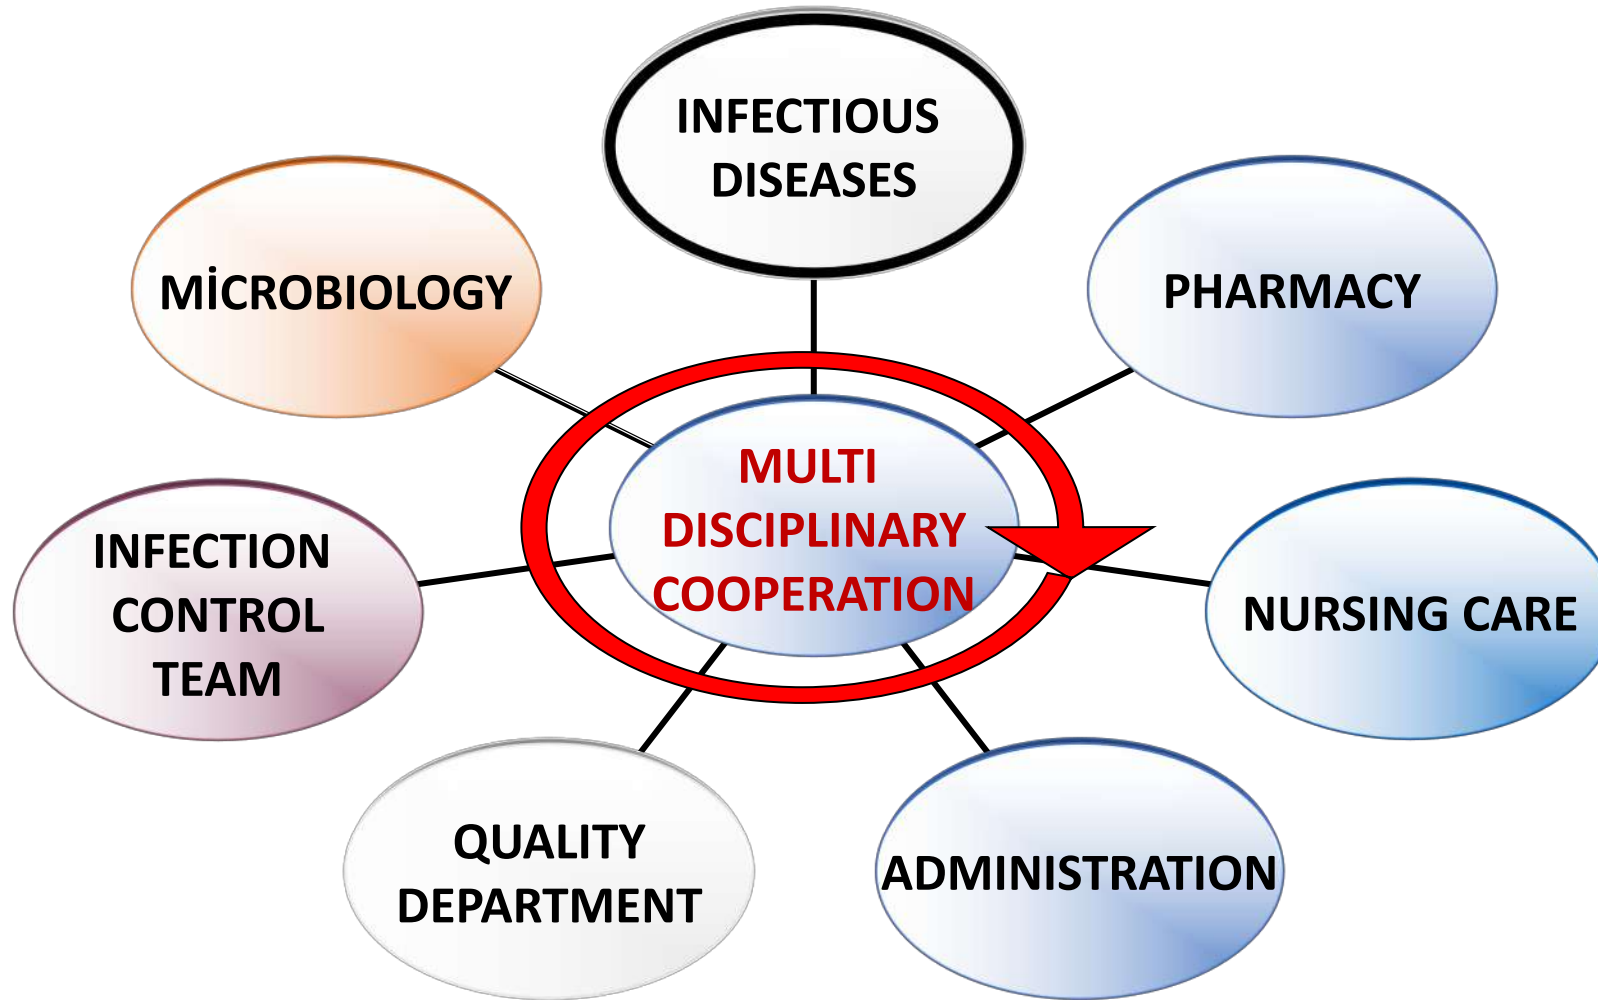 INFECTIOUS
DISEASES
MİCROBIOLOGY
PHARMACY
MULTI
DISCIPLINARY
COOPERATION
INFECTION
CONTROL
TEAM
NURSING CARE
QUALITY
DEPARTMENT
ADMINISTRATION